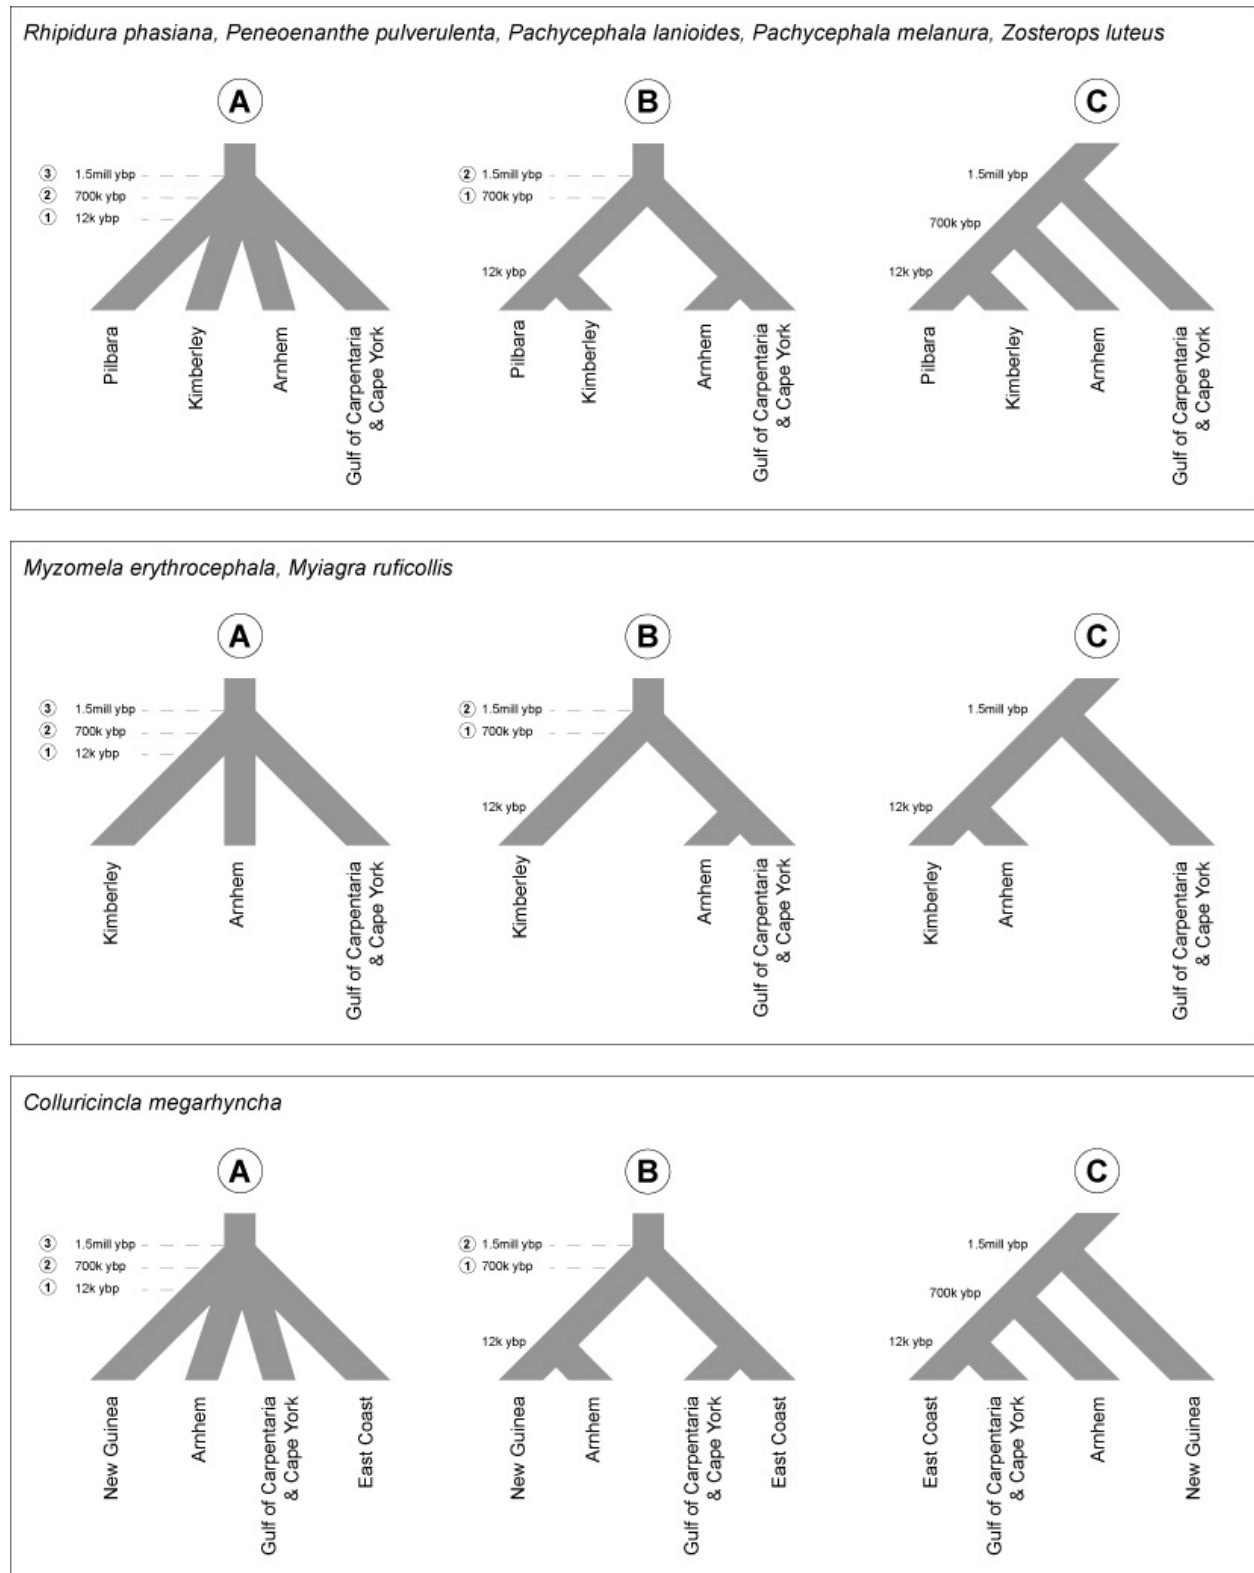 Rhipidura phasiana, Peneoenanthe pulverulenta, Pachycephala lanioides, Pachycephala melanura, Zosterops luteus
A
B
C
3 1.5mill ybp
2 700k ybp
1 12k ybp
2 1.5mill ybp
1 700k ybp
12k ybp
1.5mill ybp
700k ybp
12k ybp
Pilbara
Kimberley
Arnhem
Gulf of Carpentaria
& Cape York
Pilbara
Kimberley
Arnhem
Gulf of Carpentaria
& Cape York
Pilbara
Kimberley
Arnhem
Gulf of Carpentaria
& Cape York
Myzomela erythrocephala, Myiagra ruficollis
A
B
C
3 1.5mill ybp
2 700k ybp
1 12k ybp
2 1.5mill ybp
1 700k ybp
12k ybp
1.5mill ybp
12k ybp
Kimberley
Arnhem
Gulf of Carpentaria
& Cape York
Kimberley
Arnhem
Gulf of Carpentaria
& Cape York
Kimberley
Arnhem
Gulf of Carpentaria
& Cape York
Colluricincla megarhyncha
A
B
C
3 1.5mill ybp
2 700k ybp
1 12k ybp
2 1.5mill ybp
1 700k ybp
12k ybp
1.5mill ybp
700k ybp
12k ybp
New Guinea
Arnhem
Gulf of Carpentaria
& Cape York
East Coast
New Guinea
Arnhem
Gulf of Carpentaria
& Cape York
East Coast
East Coast
Gulf of Carpentaria
& Cape York
Arnhem
New Guinea